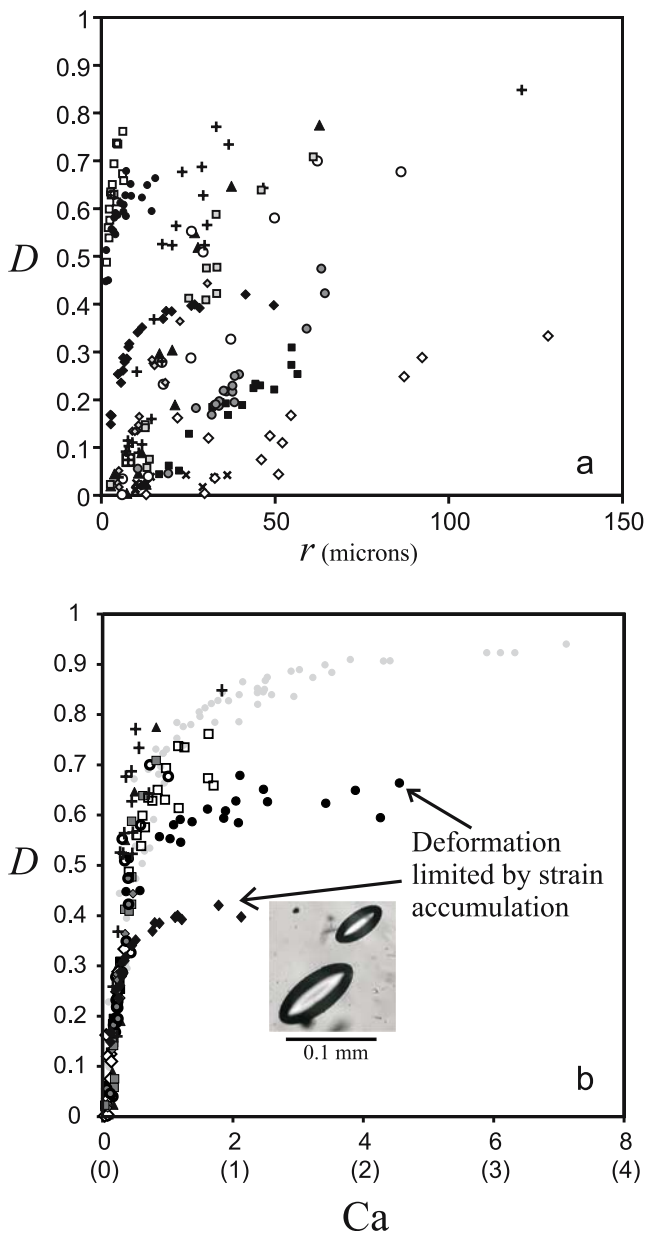 1
0.9
0.8
0.7
0.6
D 0.5
0.4
0.3
0.2
0.1
0
a
0 50 100 150
r (microns)
1
0.9
0.8
0.7
0.6
D 0.5
0.4
0.3
0.2
0.1
0
Deformation
limited by strain
accumulation
0.1 mm
b
0 2 4 6 8
(0) (1) (2) (3) (4)
Ca